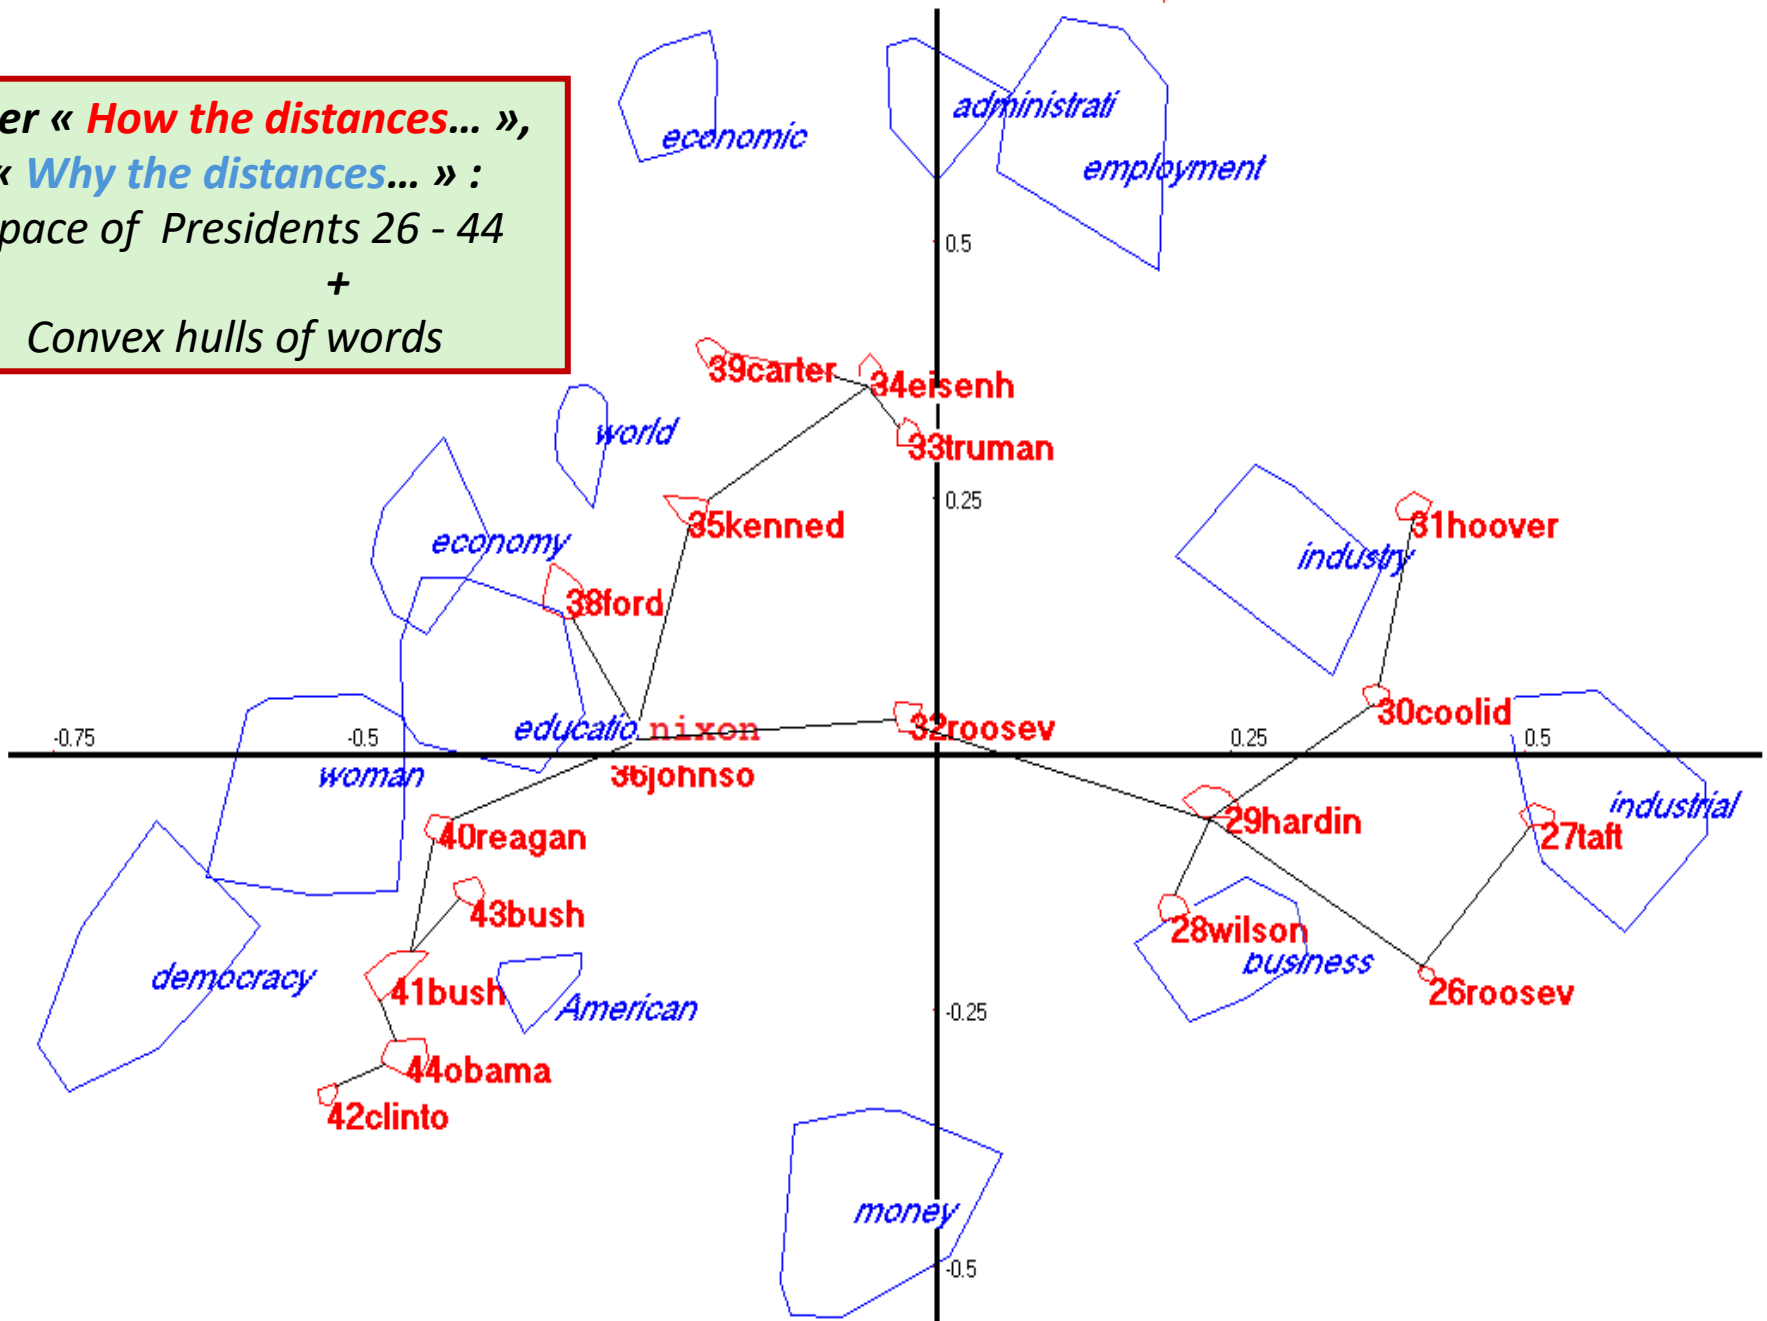 er « How the distances… »,
« Why the distances… » :
pace of Presidents 26 - 44
+
Convex hulls of words
economic
administrati
employment
0.5
39carter
34eisenh
world
33truman
0.25
35kenned
31hoover
economy
industry
38ford
30coolid
educatio
nixon
32roosev
-0.75
-0.5
0.25
0.5
woman
36johnso
industrial
40reagan
29hardin
27taft
43bush
28wilson
business
democracy
41bush
American
26roosev
-0.25
44obama
42clinto
money
-0.5